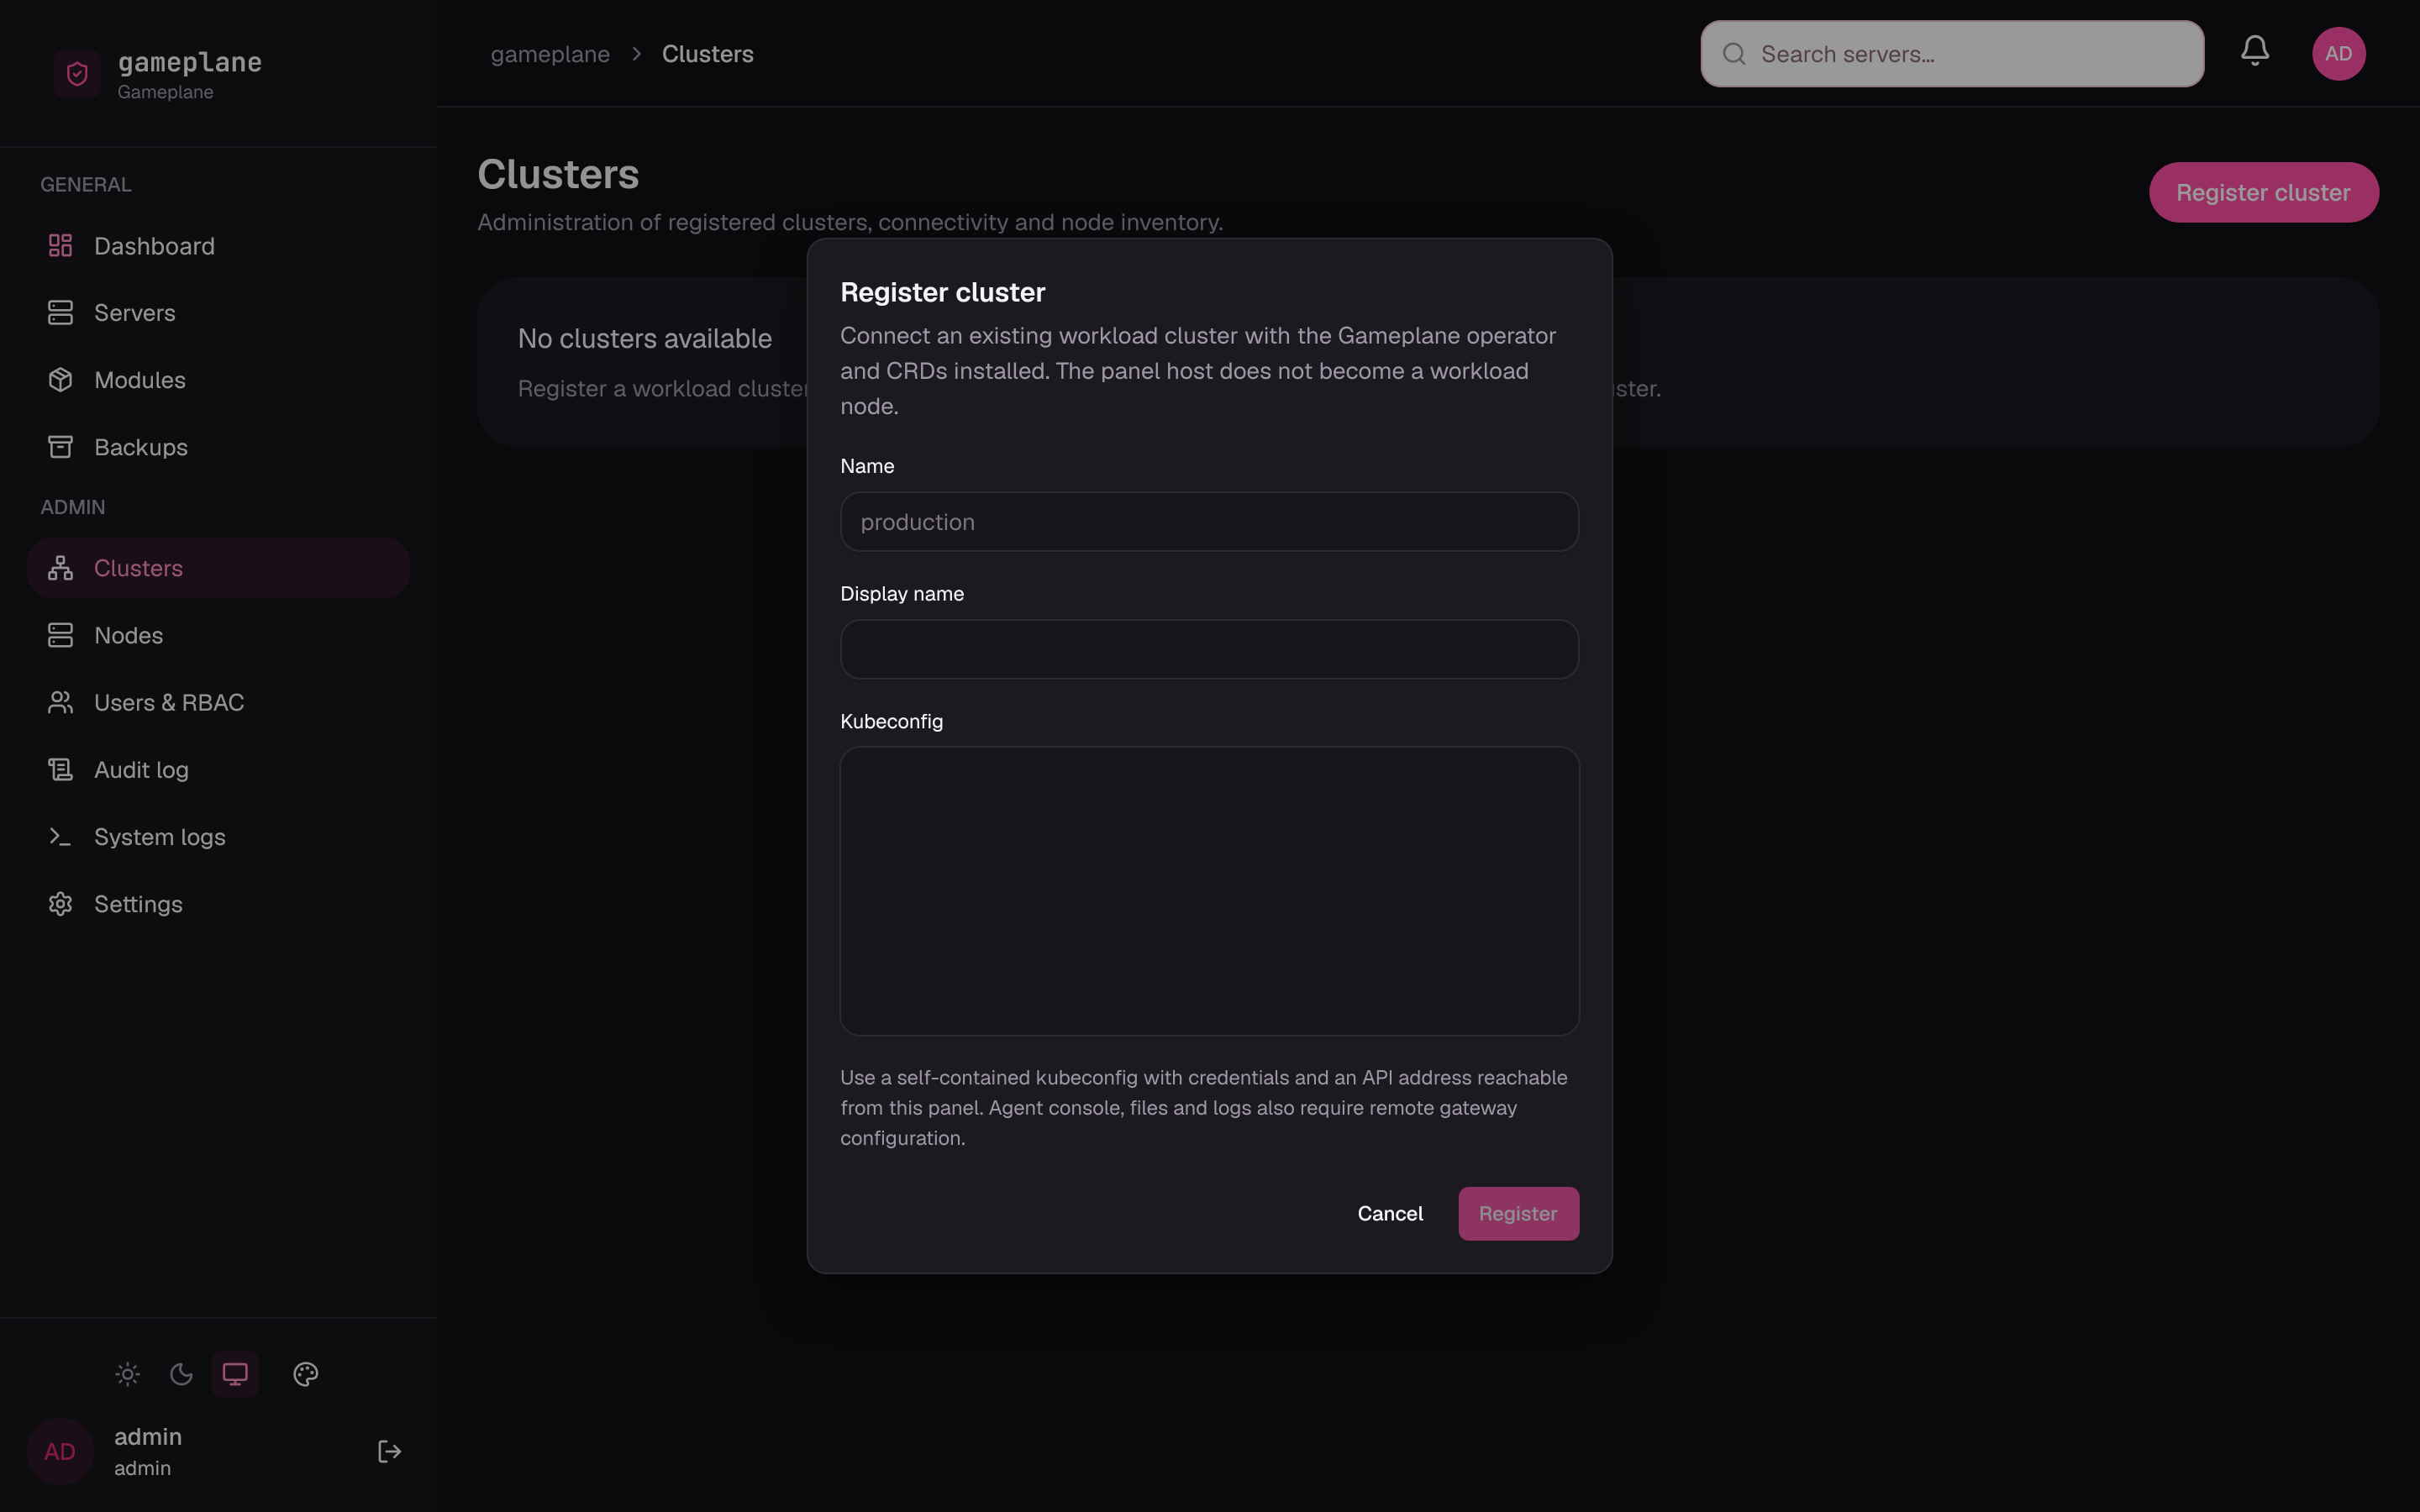 gameplane
Gameplane
GENERAL
Dashboard
Servers
Modules
Backups
ADMIN
Clusters
Nodes
Users & RBAC
Audit log
System logs
Settings
AD
admin
admin
gameplane > Clusters
Search servers...
AD
Clusters
Administration of registered clusters, connectivity and node inventory.
Register cluster
No clusters available
Register a workload cluster
ster.
Register cluster
Connect an existing workload cluster with the Gameplane operator
and CRDs installed. The panel host does not become a workload
node.
Name
production
Display name
Kubeconfig
Use a self-contained kubeconfig with credentials and an API address reachable
from this panel. Agent console, files and logs also require remote gateway
configuration.
Cancel
Register